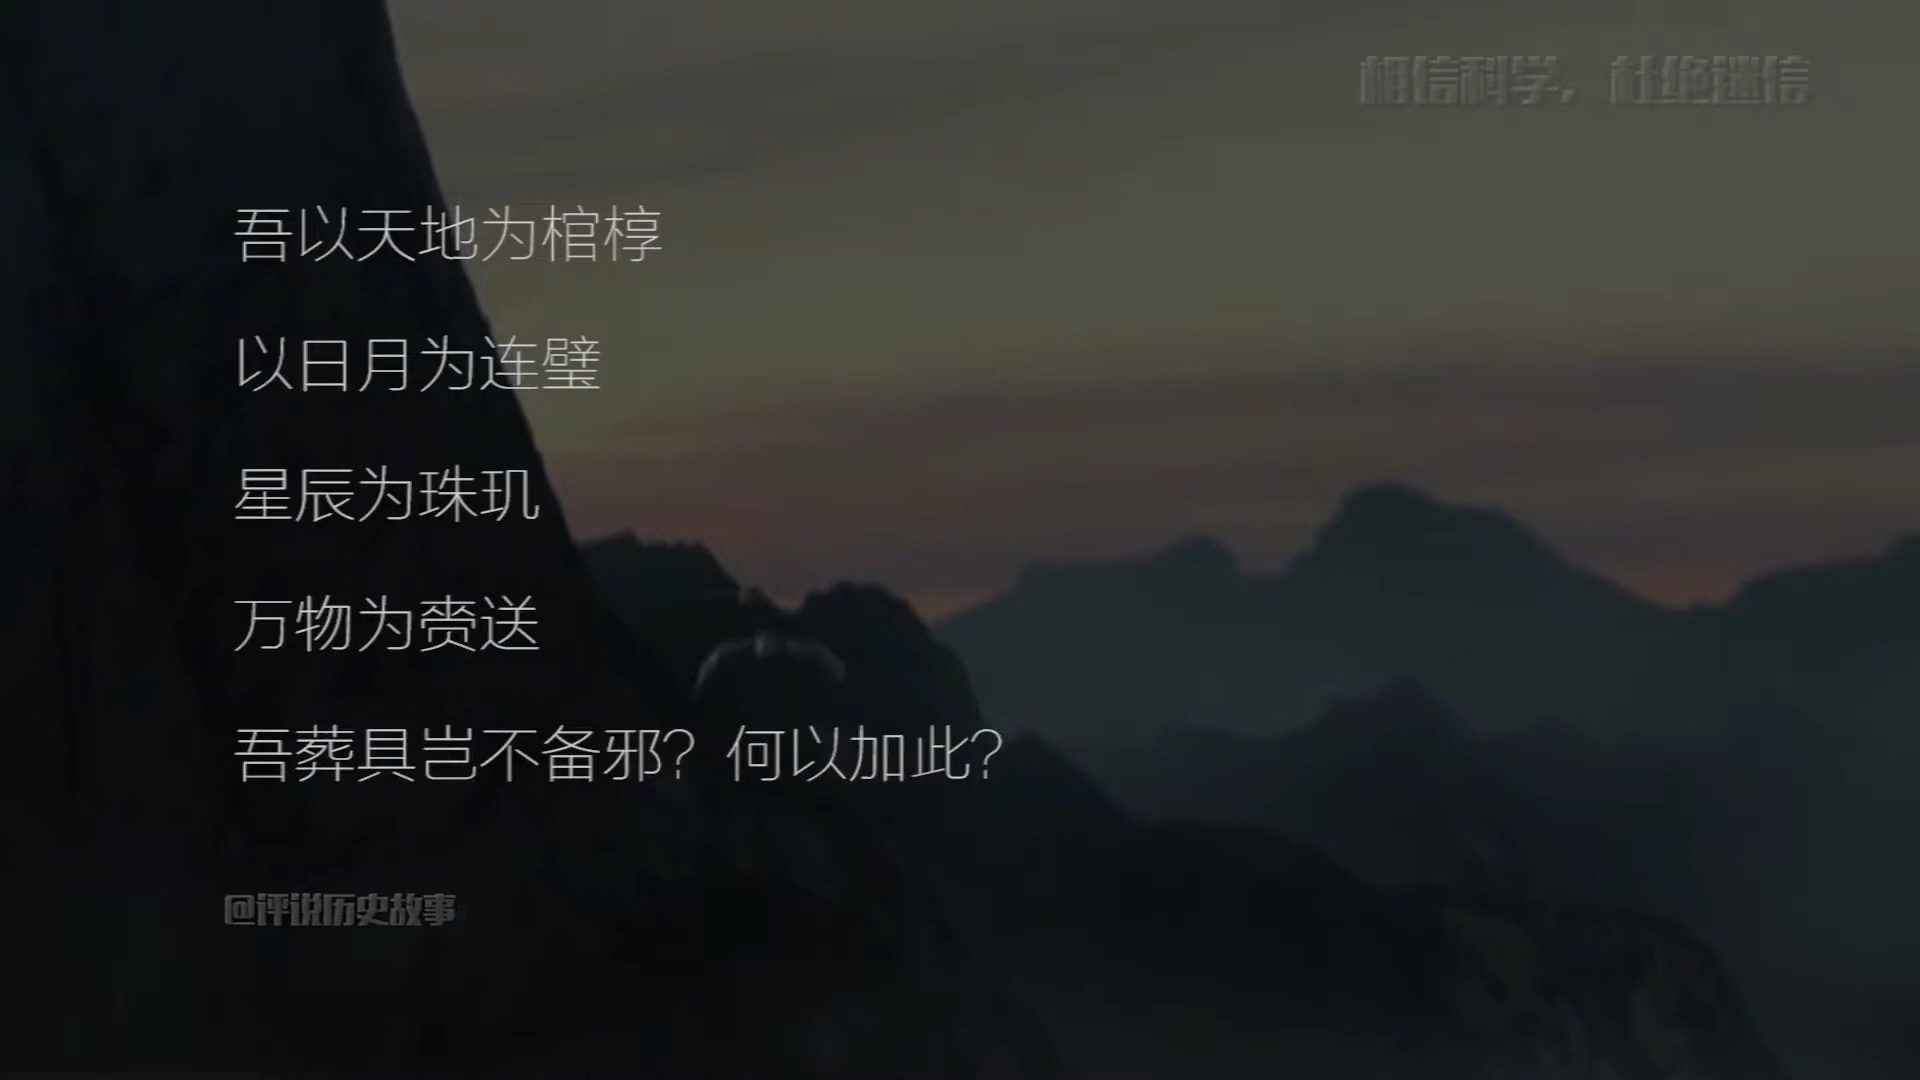 相信科学，杜绝迷信
吾以天地为棺椁
以日月为连璧
星辰为珠玑
万物为赍送
吾葬具岂不备邪？何以加此？
@评说历史故事